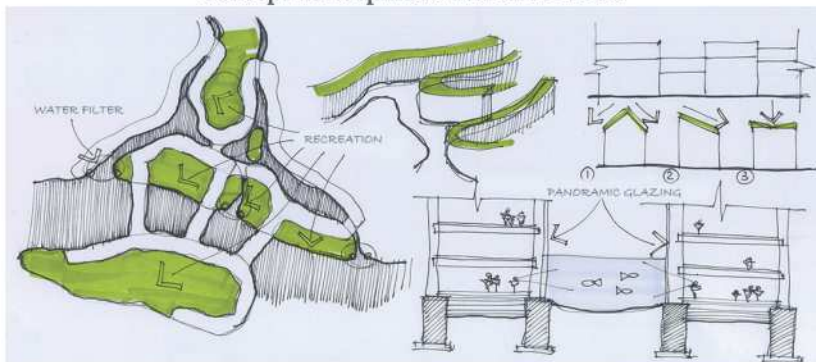 WATER FILTER
RECREATION
1
2
3
PANORAMIC GLAZING